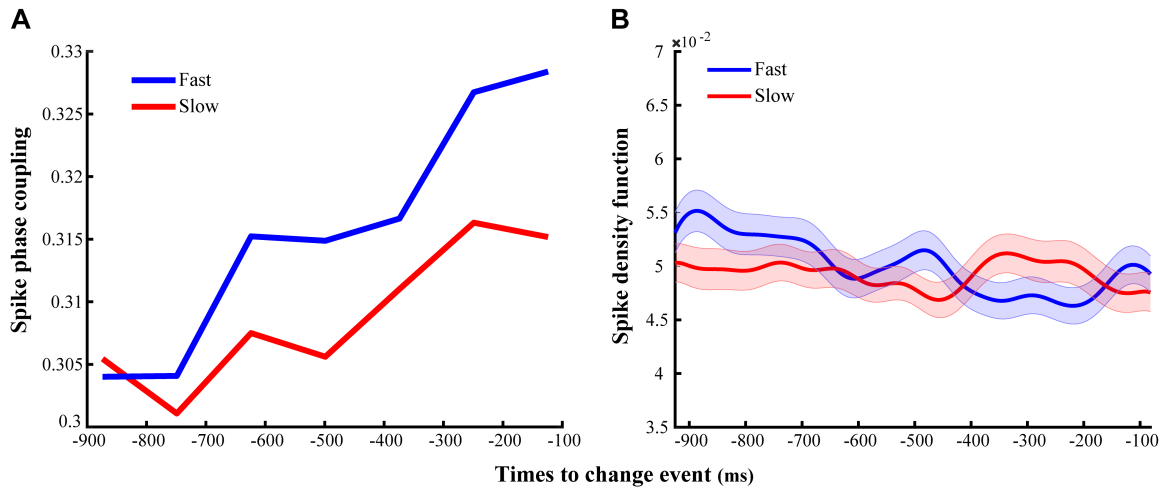 A
Spike phase coupling
0.33
0.325
0.32
0.315
0.31
0.305
0.3
Fast
Slow
-900 -800 -700 -600 -500 -400 -300 -200 -100
B
Spike density function
×10-2
7
6.5
6
5.5
5
4.5
4
3.5
Fast
Slow
-900 -800 -700 -600 -500 -400 -300 -200 -100
Times to change event (ms)